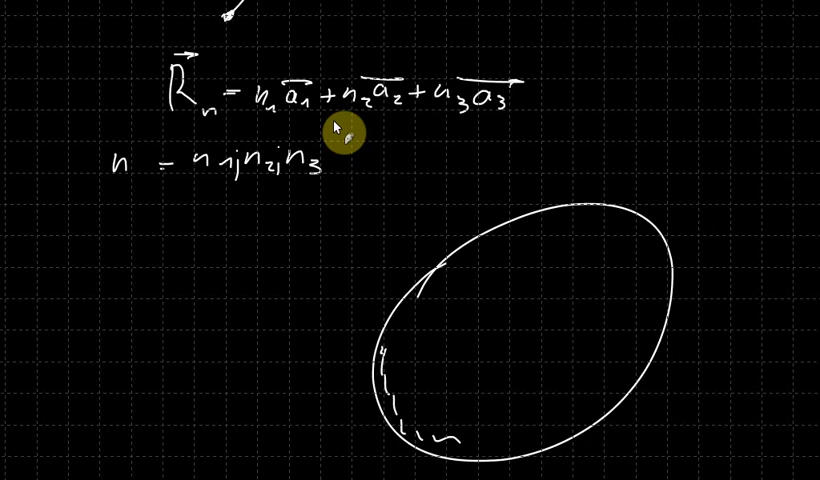 R⃗ₙ = n₁a⃗₁ + n₂a⃗₂ + n₃a⃗₃
n = n₁; n₂; n₃